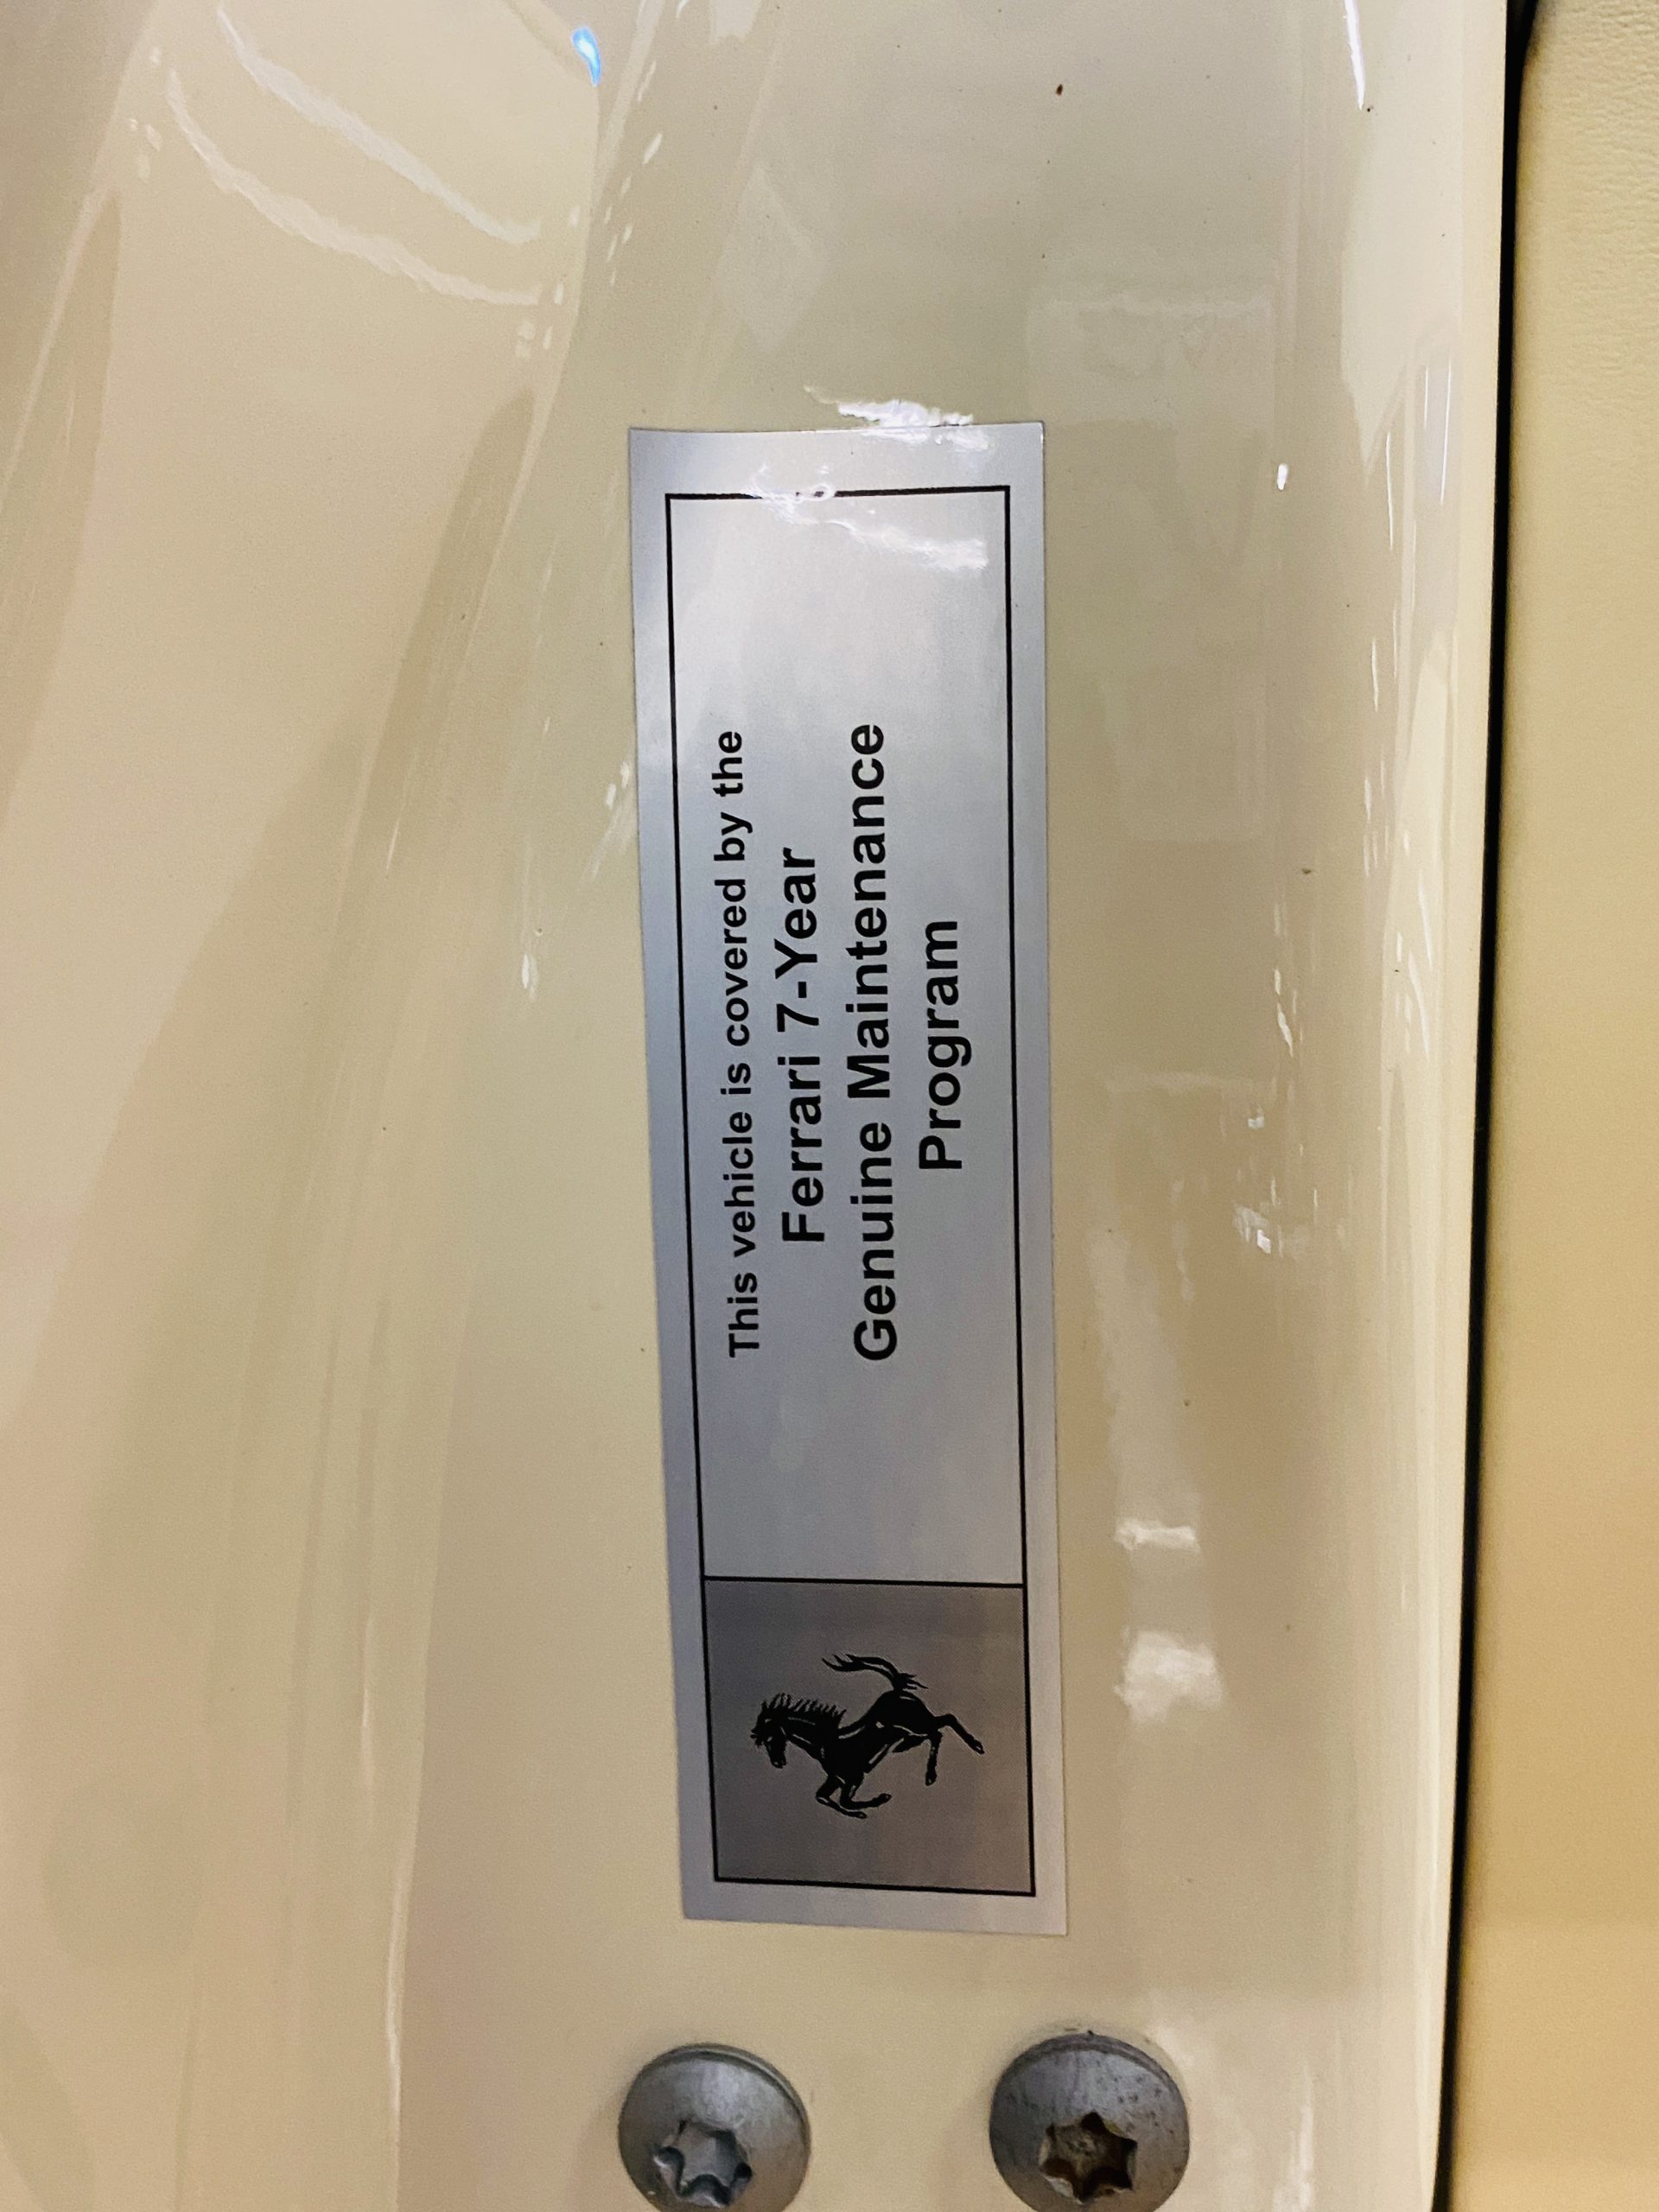 This vehicle is covered by the
Ferrari 7-Year
Genuine Maintenance
Program